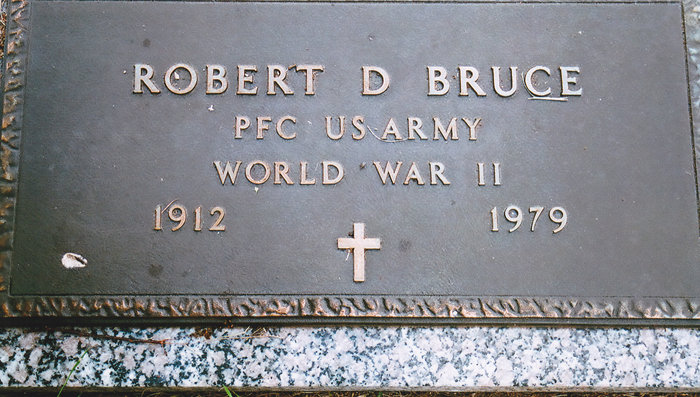 ROBERT D BRUCE
PFC US ARMY
WORLD WAR II
1912 1979